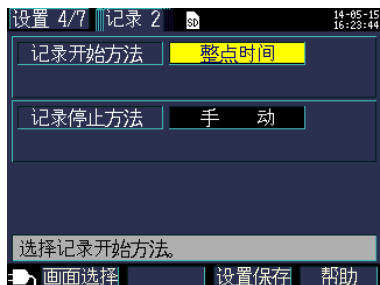 设置 4/7 记录 2 SD 14-05-15
16:23:44
记录开始方法 整点时间
记录停止方法 手 动
选择记录开始方法。
画面选择 设置保存 帮助